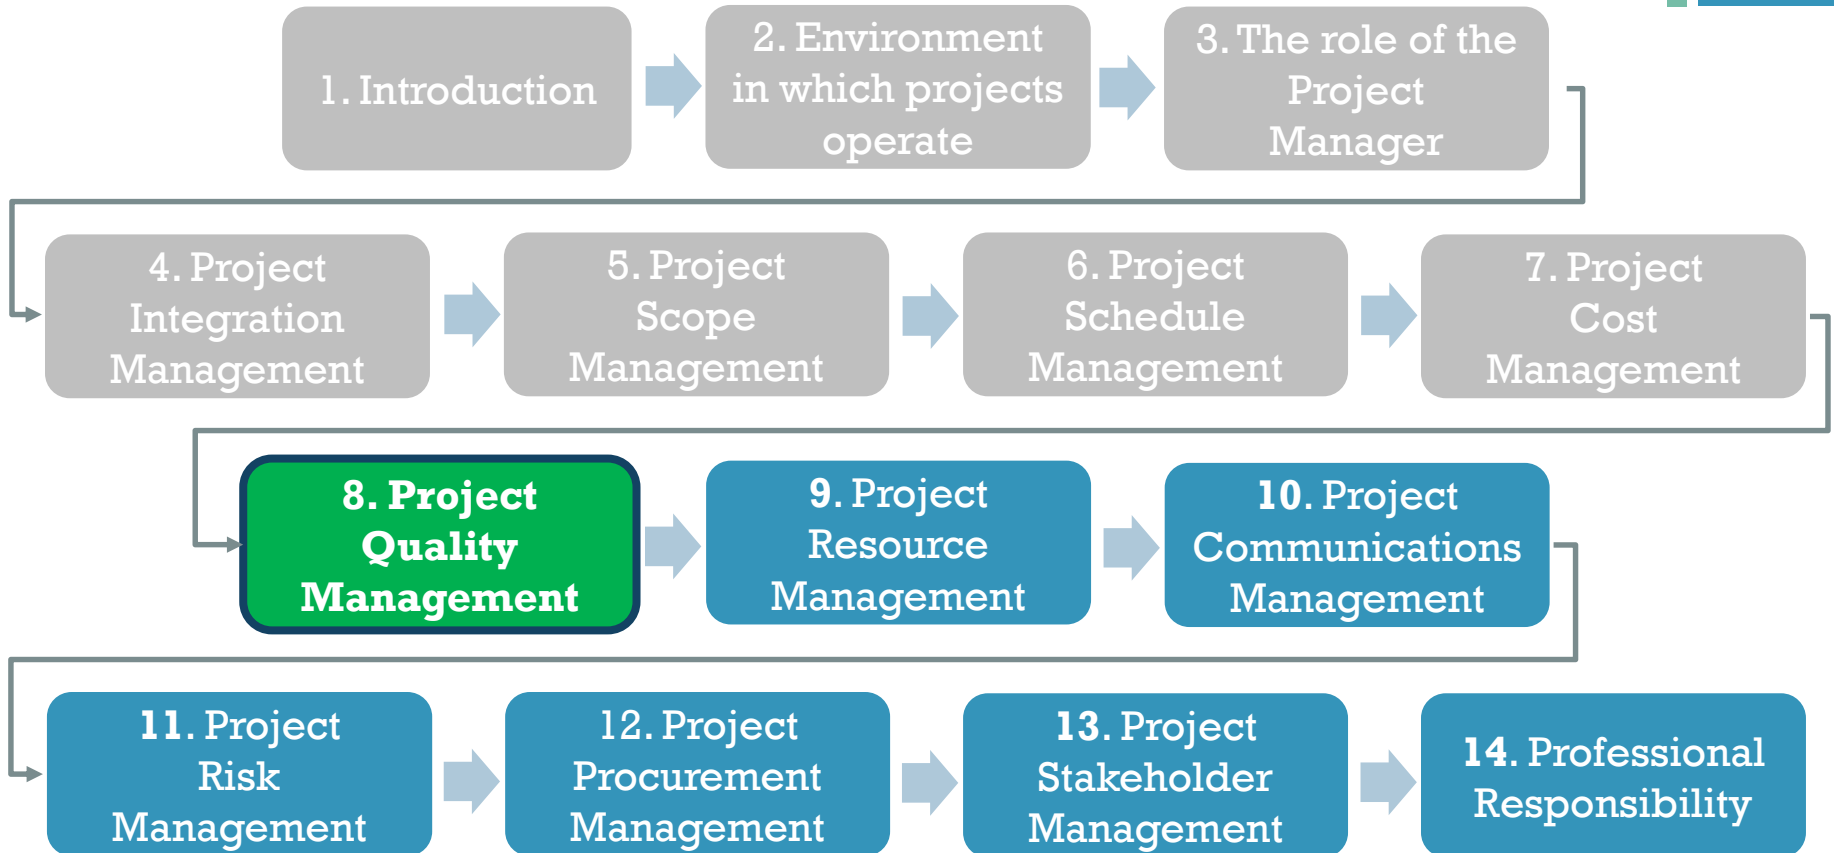 1. Introduction
2. Environment
in which projects
operate
3. The role of the
Project
Manager
4. Project
Integration
Management
5. Project
Scope
Management
6. Project
Schedule
Management
7. Project
Cost
Management
8. Project
Quality
Management
9. Project
Resource
Management
10. Project
Communications
Management
11. Project
Risk
Management
12. Project
Procurement
Management
13. Project
Stakeholder
Management
14. Professional
Responsibility